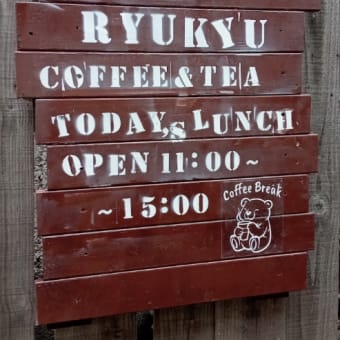 RYUKYU
COFFEE & TEA
TODAY,S LUNCH
OPEN 11:00~
~15:00
Coffee Break